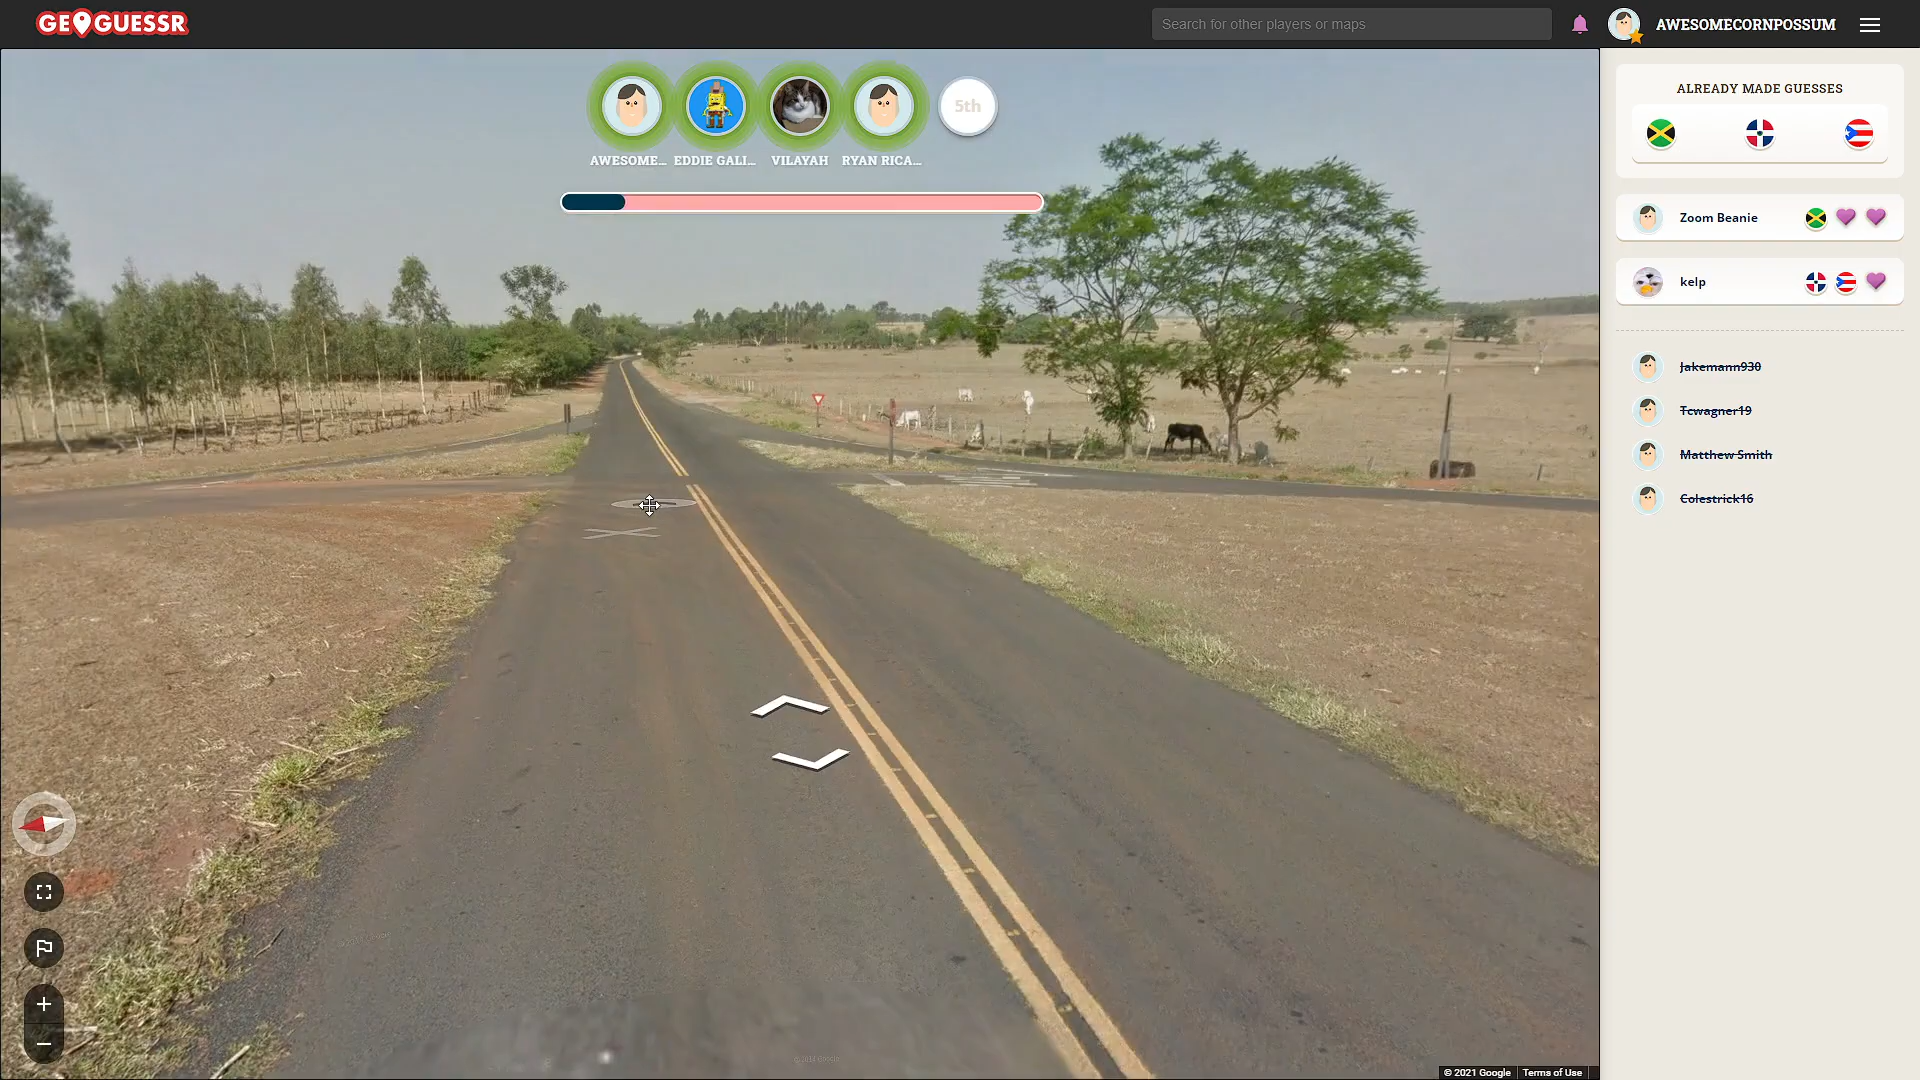 GEOGUESSR
Search for other players or maps
AWESOMECORNPOSSUM
5th
AWESOME...
EDDIE GALI...
VILAYAH
RYAN RICA...
ALREADY MADE GUESSES
Zoom Beanie
kelp
Jakemann930
Tcwagner19
Matthew Smith
Colestrick16
© 2021 Google
Terms of Use